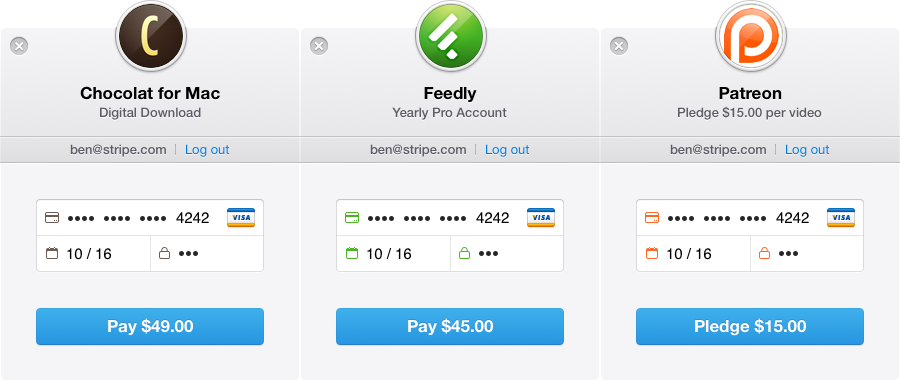 C
Chocolat for Mac
Digital Download
ben@stripe.com | Log out
•••• •••• •••• 4242 VISA
10 / 16 •••
Pay $49.00
Feedly
Yearly Pro Account
ben@stripe.com | Log out
•••• •••• •••• 4242 VISA
10 / 16 •••
Pay $45.00
Patreon
Pledge $15.00 per video
ben@stripe.com | Log out
•••• •••• •••• 4242 VISA
10 / 16 •••
Pledge $15.00